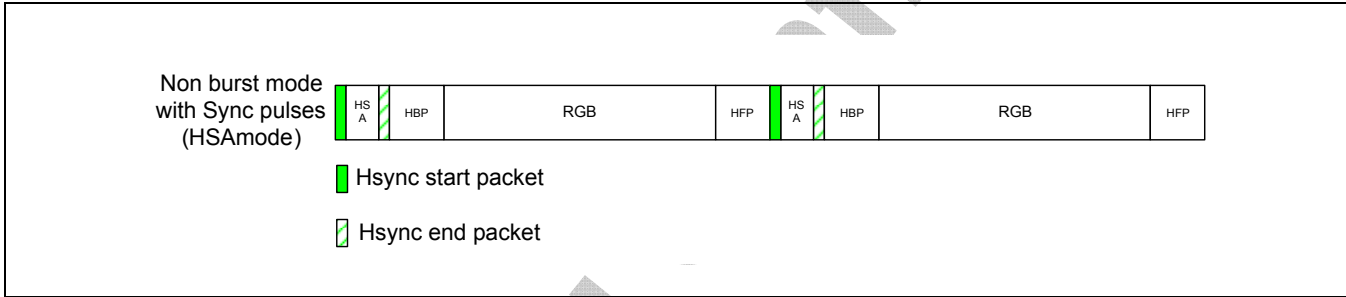 Non burst mode
with Sync pulses
(HSAmode)
HS
A
HBP
RGB
HFP
HS
A
HBP
RGB
HFP
Hsync start packet
Hsync end packet